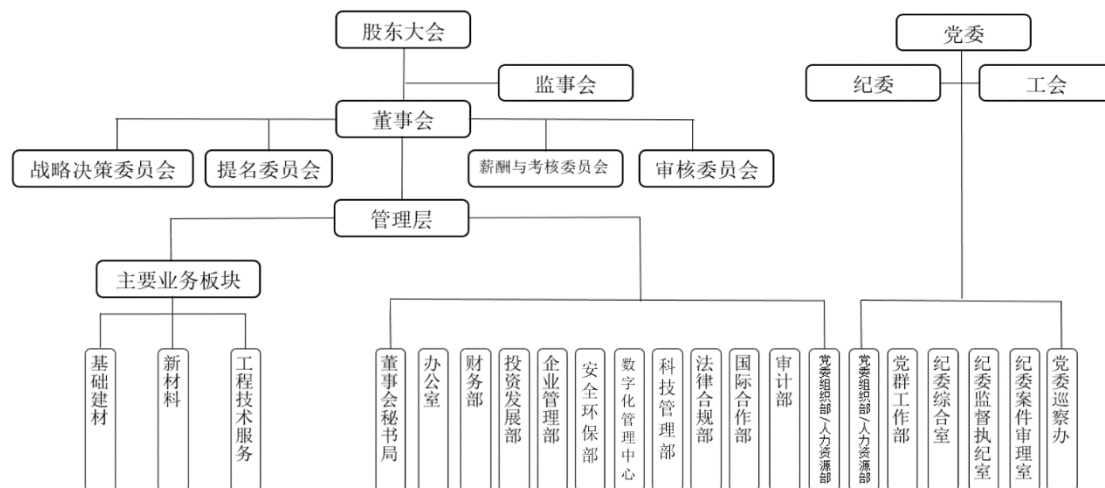 股东大会
党委
监事会
纪委
工会
董事会
战略决策委员会
提名委员会
薪酬与考核委员会
审核委员会
管理层
主要业务板块
基础建材
新材料
工程技术服务
董事会秘书局
办公室
财务部
投资发展部
企业管理部
安全环保部
数字化管理中心
科技管理部
法律合规部
国际合作部
审计部
党委组织部/人力资源部
党委组织部/人力资源部
党群工作部
纪委综合室
纪委监督执纪室
纪委案件审理室
党委巡察办